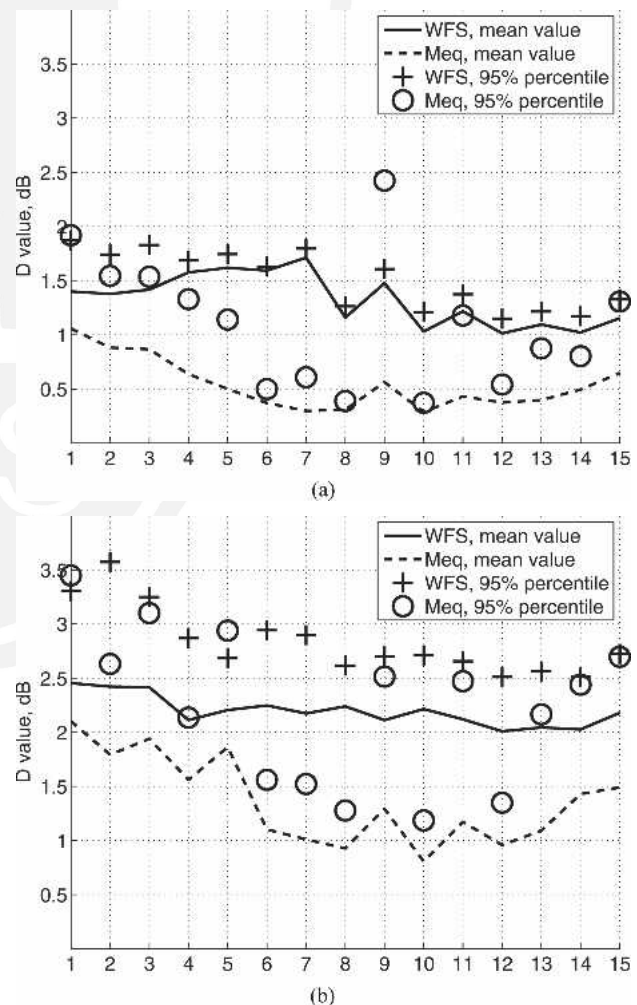 WFS, mean value
Meq, mean value
WFS, 95% percentile
Meq, 95% percentile
3.5
3
2.5
2
1.5
1
0.5
D value, dB
1 2 3 4 5 6 7 8 9 10 11 12 13 14 15
(a)
WFS, mean value
Meq, mean value
WFS, 95% percentile
Meq, 95% percentile
3.5
3
2.5
2
1.5
1
0.5
D value, dB
1 2 3 4 5 6 7 8 9 10 11 12 13 14 15
(b)